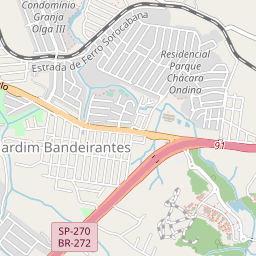 Condomínio
Granja
Olga III
Estrada de Ferro Sorocabana
Residencial
Parque
Chácara
Ondina
91
ardim Bandeirantes
SP-270
BR-272